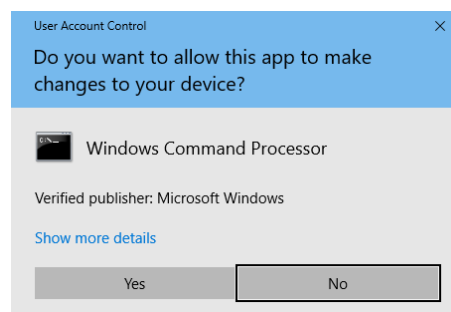 User Account Control
Do you want to allow this app to make
changes to your device?
Windows Command Processor
Verified publisher: Microsoft Windows
Show more details
Yes
No